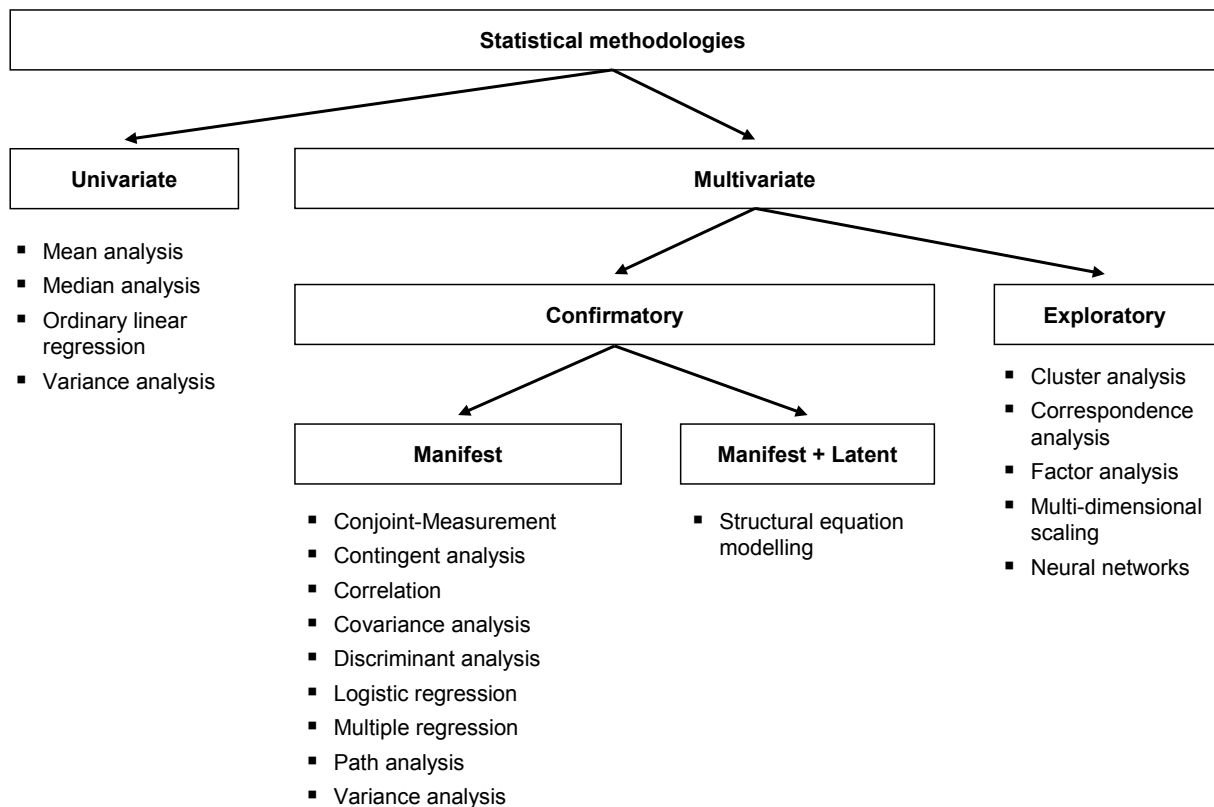 Statistical methodologies
Univariate
Multivariate
▪ Mean analysis
▪ Median analysis
▪ Ordinary linear
regression
▪ Variance analysis
Confirmatory
Exploratory
▪ Cluster analysis
▪ Correspondence
analysis
▪ Factor analysis
▪ Multi-dimensional
scaling
▪ Neural networks
Manifest
Manifest + Latent
▪ Conjoint-Measurement
▪ Contingent analysis
▪ Correlation
▪ Covariance analysis
▪ Discriminant analysis
▪ Logistic regression
▪ Multiple regression
▪ Path analysis
▪ Variance analysis
▪ Structural equation
modelling